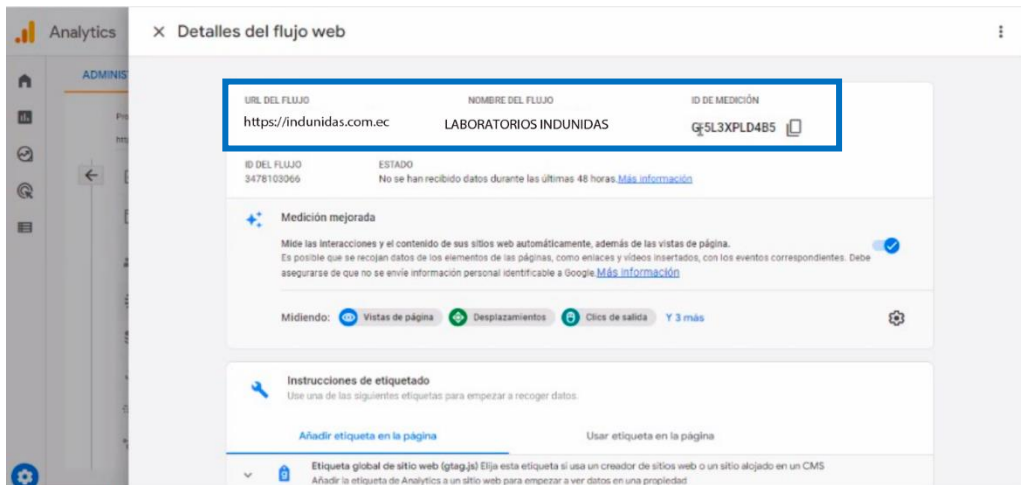 Analytics
Detalles del flujo web
ADMINIS
URL DEL FLUJO NOMBRE DEL FLUJO ID DE MEDICIÓN
https://indunidas.com.ec LABORATORIOS INDUNIDAS GF5L3XPLD4B5
ID DEL FLUJO ESTADO
3478103066 No se han recibido datos durante las últimas 48 horas.Más información
Medición mejorada
Mide las interacciones y el contenido de sus sitios web automáticamente, además de las vistas de página.
Es posible que se recojan datos de los elementos de las páginas, como enlaces y vídeos insertados, con los eventos correspondientes. Debe
asegurarse de que no se envíe información personal identificable a Google.Más información
Midiendo: Vistas de página Desplazamientos Clics de salida Y 3 más
Instrucciones de etiquetado
Use una de las siguientes etiquetas para empezar a recoger datos.
Añadir etiqueta en la página Usar etiqueta en la página
Etiqueta global de sitio web (gtag.js) Elija esta etiqueta si usa un creador de sitios web o un sitio alojado en un CMS
Añadir la etiqueta de Analytics a un sitio web para empezar a ver datos en una propiedad